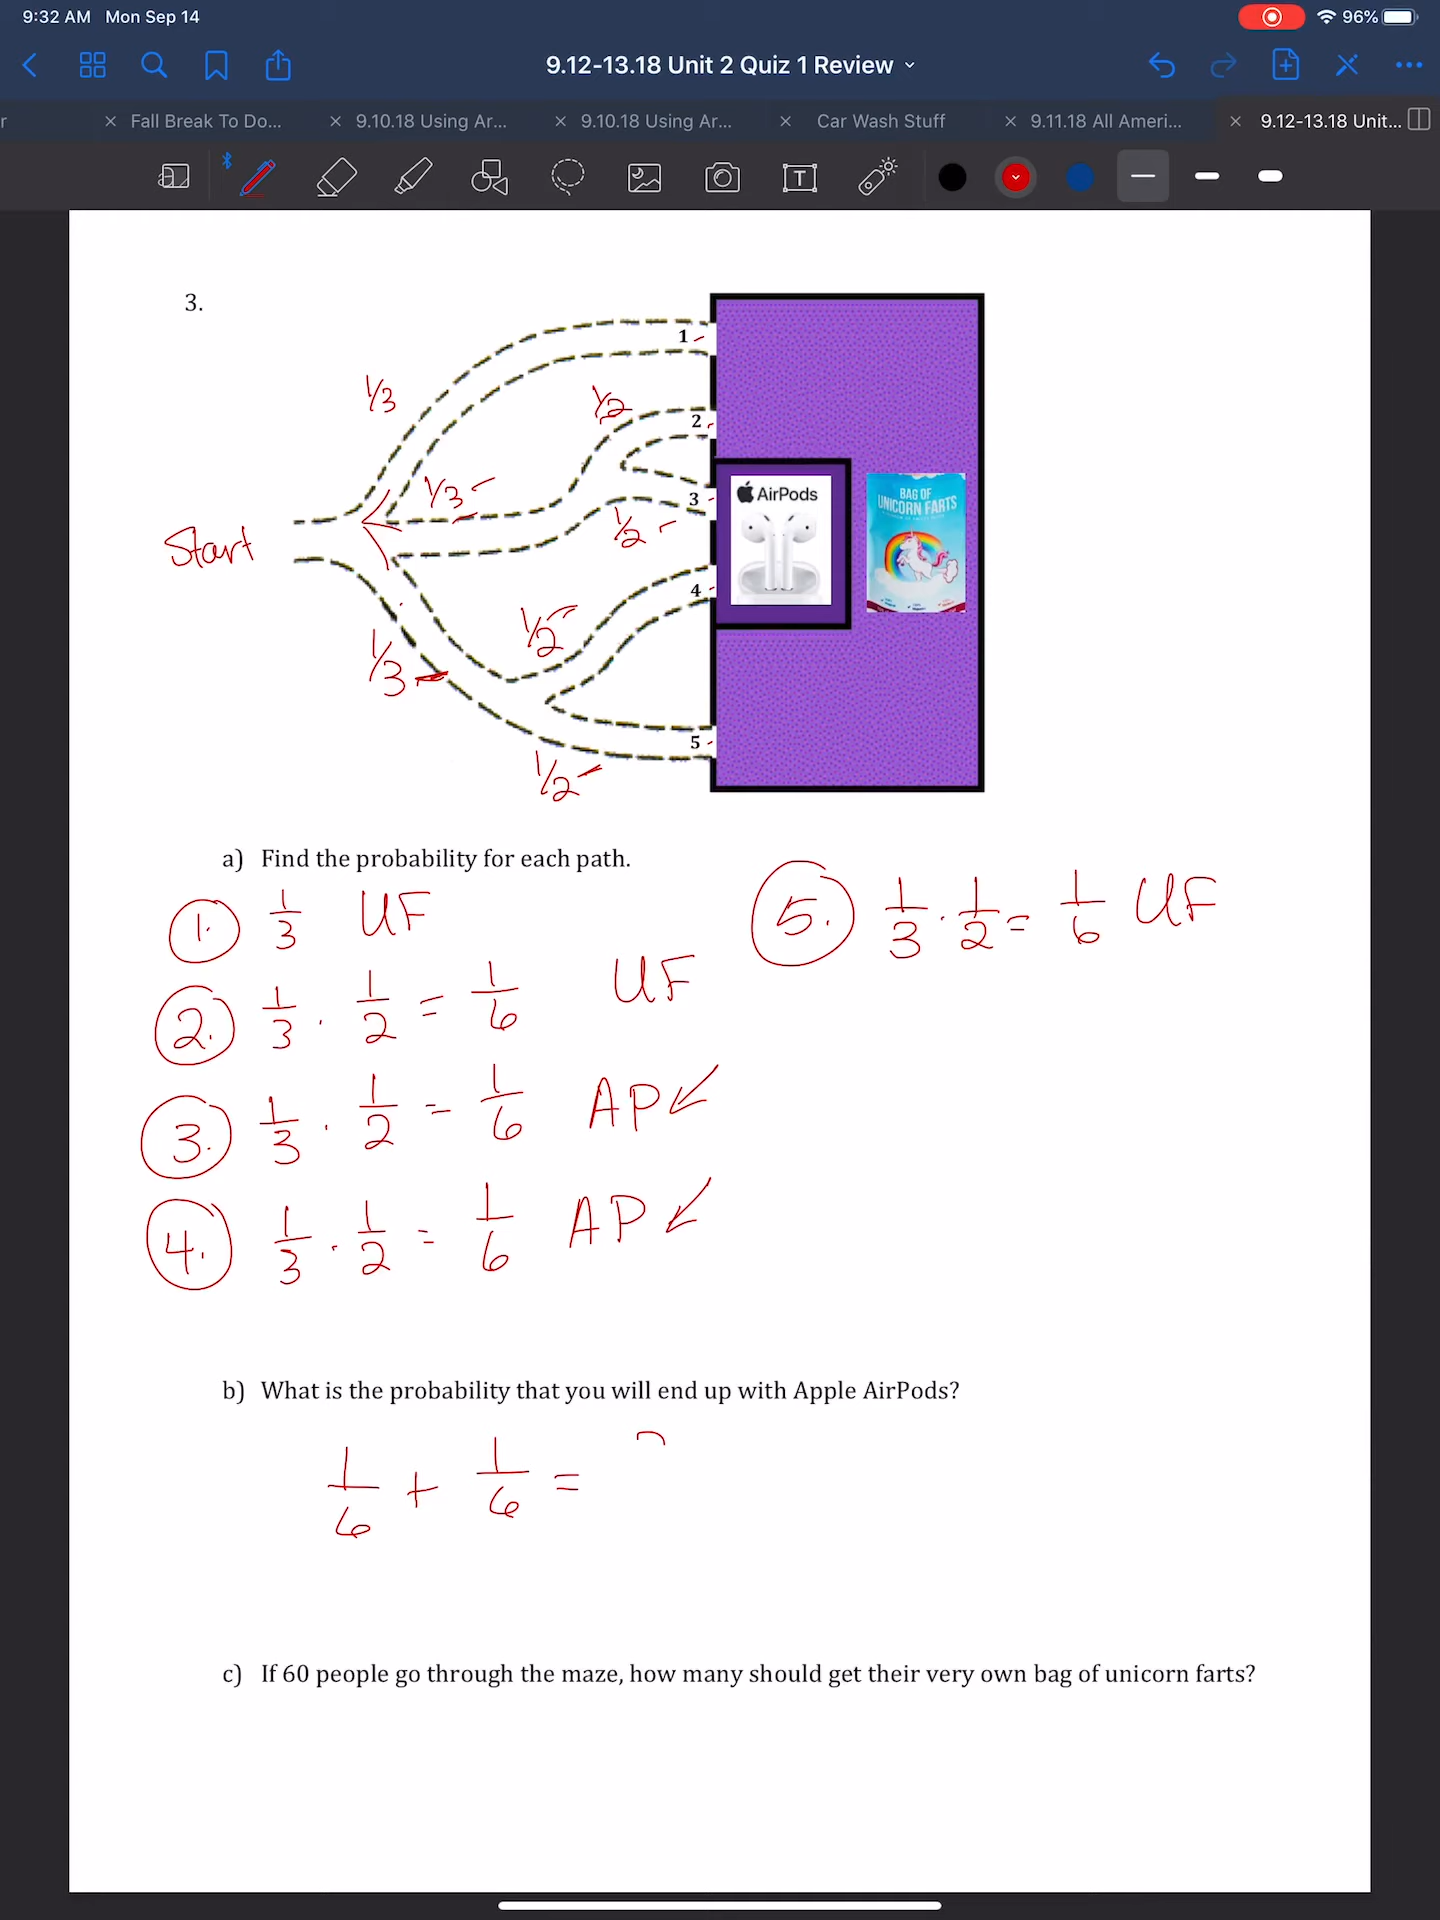 9:32 AM Mon Sep 14
96%
9.12-13.18 Unit 2 Quiz 1 Review
r
× Fall Break To Do...
× 9.10.18 Using Ar...
× 9.10.18 Using Ar...
× Car Wash Stuff
× 9.11.18 All Ameri...
× 9.12-13.18 Unit...
T
3.
1
1/3
1/2
2
1/3
3
AirPods
BAG OF
UNICORN FARTS
Start
1/2
4
1/2
1/3
5
1/2
a) Find the probability for each path.
1. 1/3 UF
2. 1/3 · 1/2 = 1/6 UF
3. 1/3 · 1/2 = 1/6 AP
4. 1/3 · 1/2 = 1/6 AP
5. 1/3 · 1/2 = 1/6 UF
b) What is the probability that you will end up with Apple AirPods?
1/6 + 1/6 =
c) If 60 people go through the maze, how many should get their very own bag of unicorn farts?